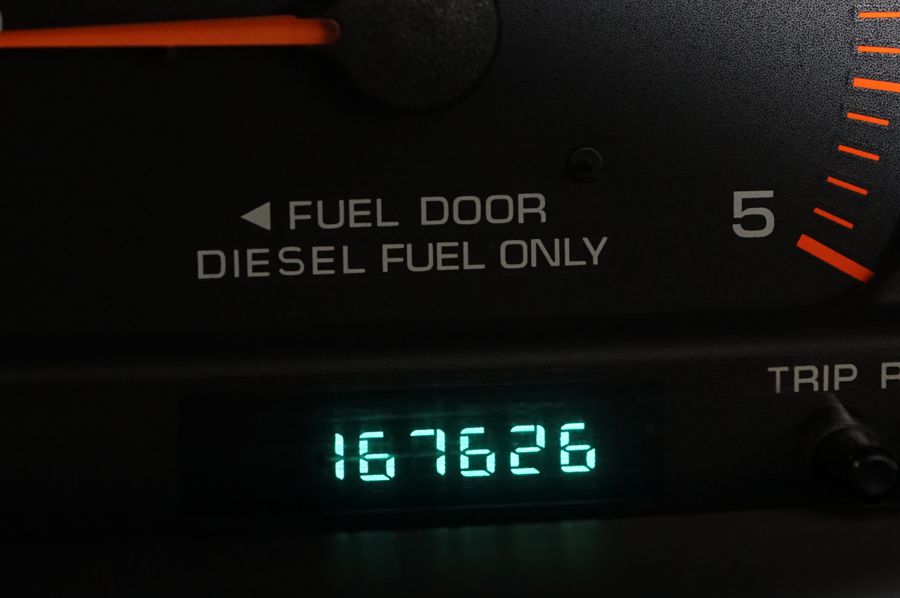 ◀ FUEL DOOR
DIESEL FUEL ONLY
5
TRIP
167626